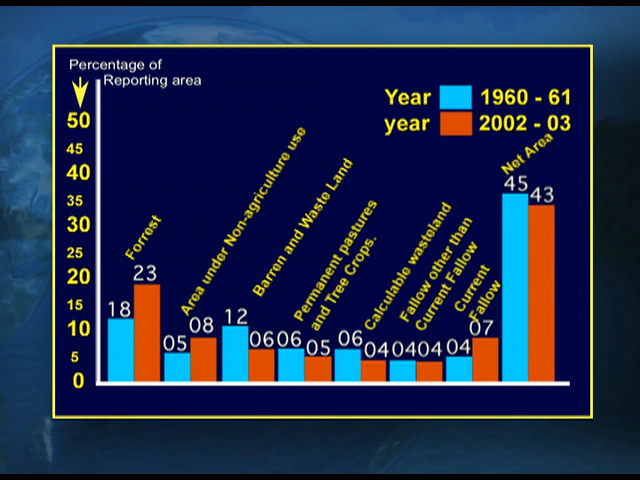 Percentage of
Reporting area
Year 1960 - 61
year 2002 - 03
50
45
40
35
30
25
20
15
10
5
0
Forrest
18
23
Area under Non-agriculture use
05
08
Barren and Waste Land
12
06
Permanent pastures
and Tree Crops.
06
05
Calculable wasteland
06
04
Fallow other than
Current Fallow
04
04
Current
Fallow
04
07
Net Area
45
43